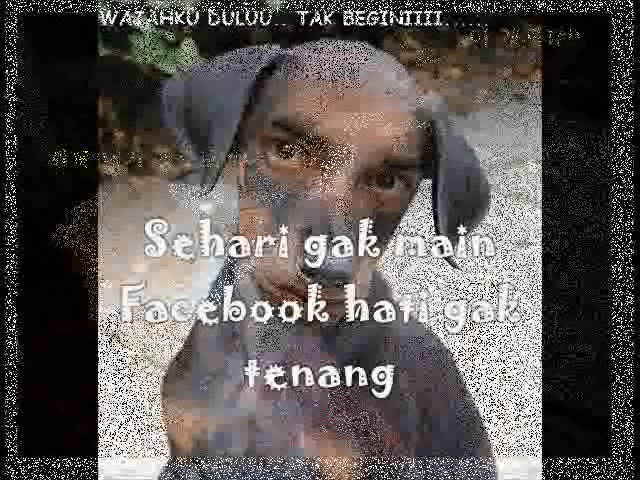 WAJAHKU DULUU.. TAK BEGINIIII......
Sehari gak main
Facebook hati gak
tenang